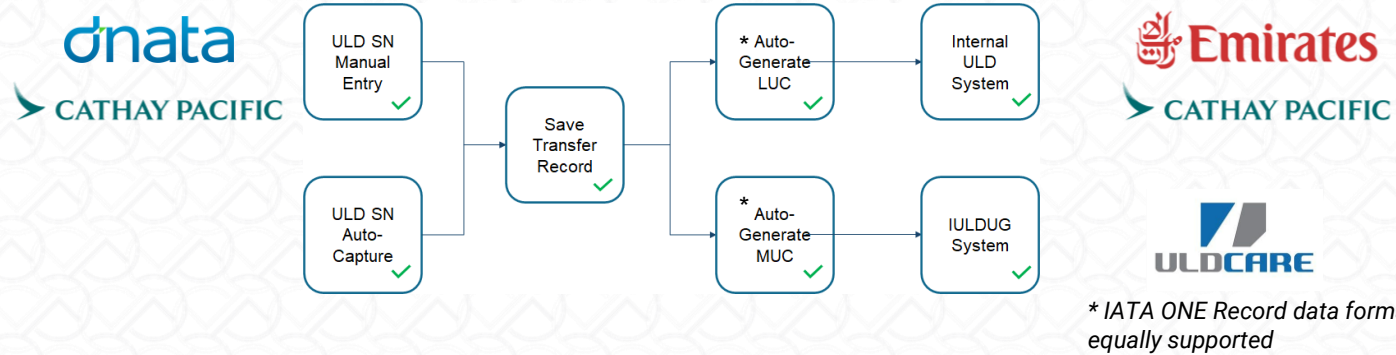 dnata
CATHAY PACIFIC
ULD SN
Manual
Entry
ULD SN
Auto-
Capture
Save
Transfer
Record
* Auto-
Generate
LUC
* Auto-
Generate
MUC
Internal
ULD
System
IULDUG
System
Emirates
CATHAY PACIFIC
ULDCARE
* IATA ONE Record data form
equally supported